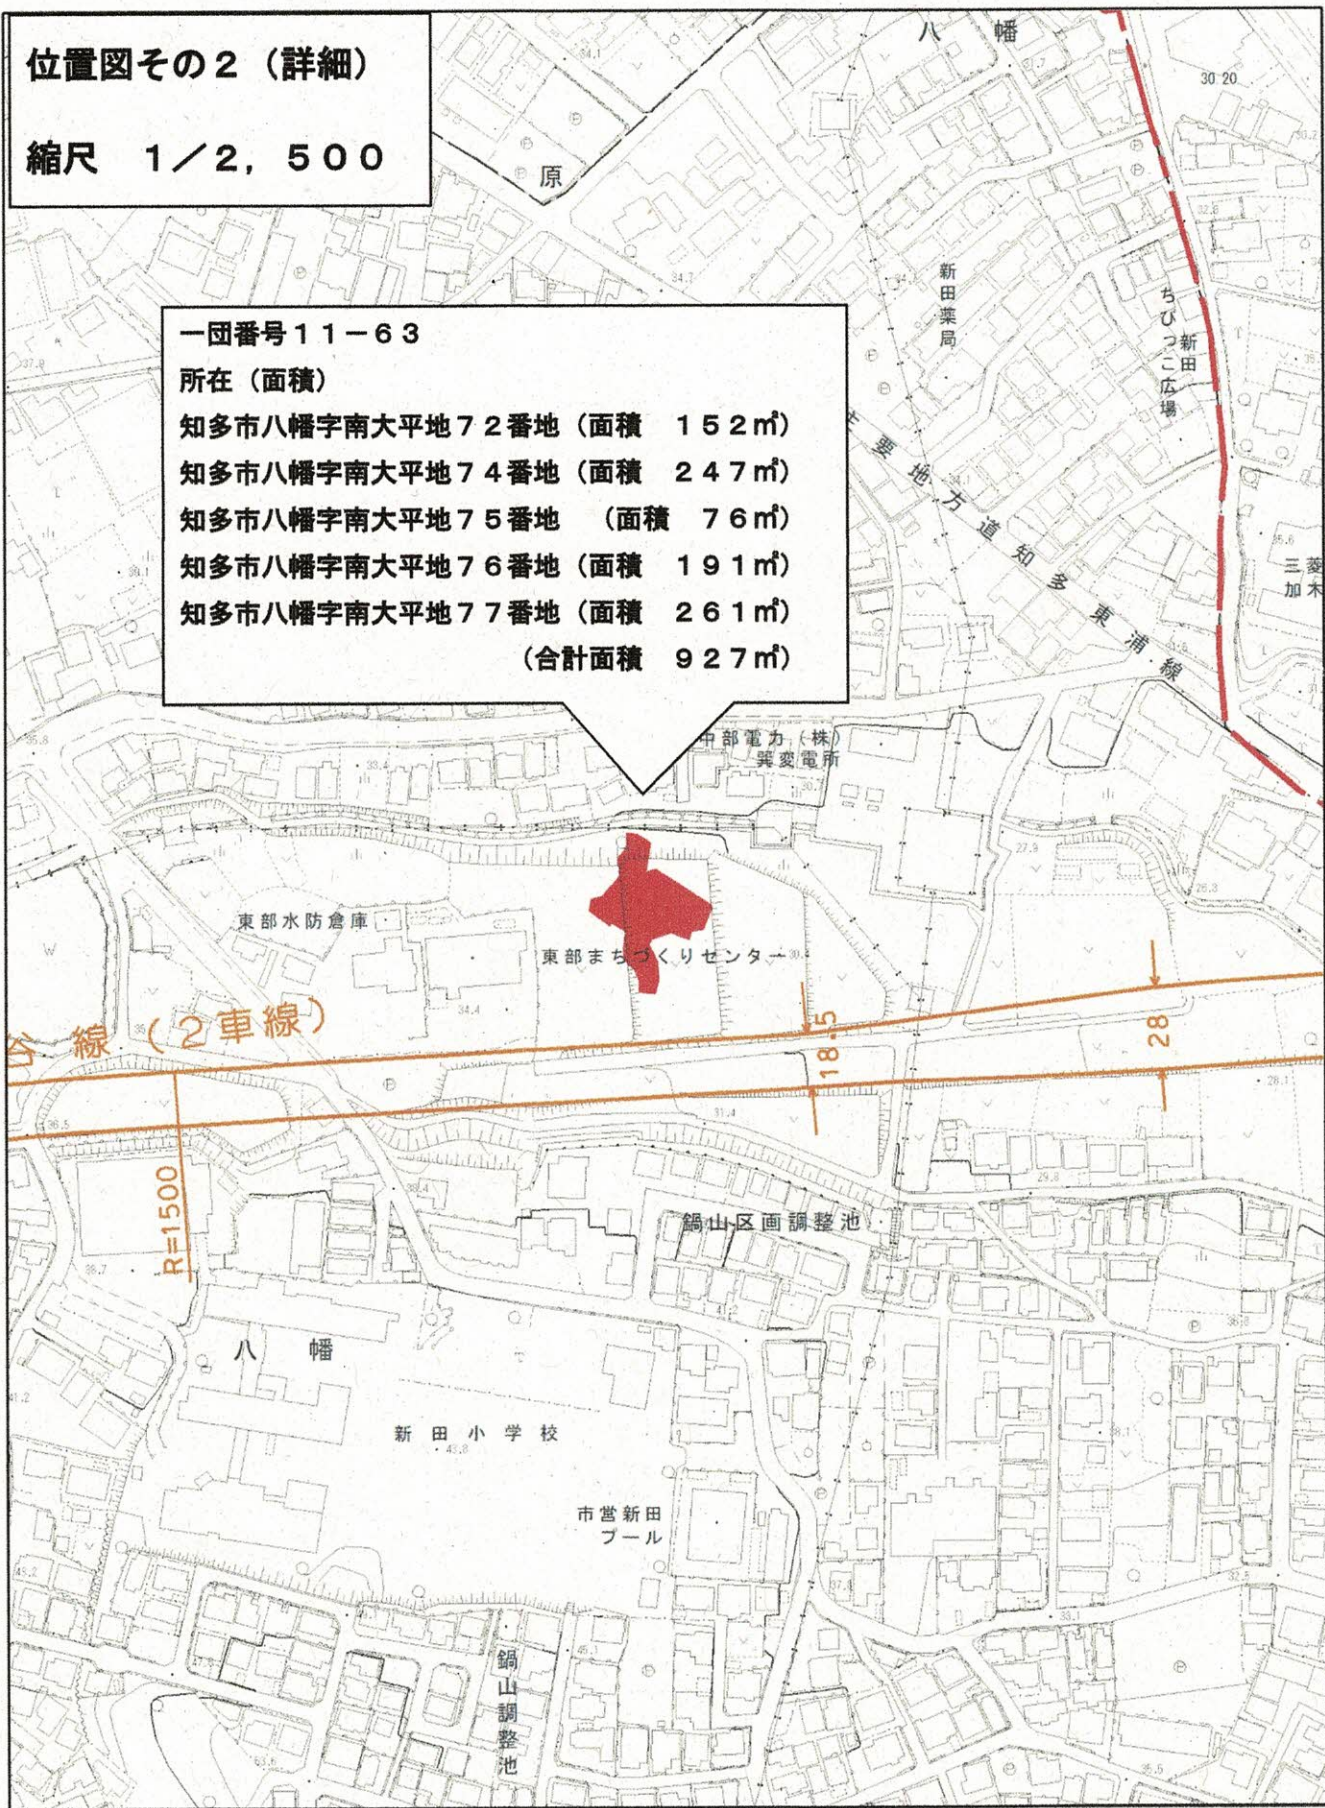 位置図その２（詳細）
縮尺　１／２，５００
八　幡
30.20
原
一団番号１１－６３
所在（面積）
知多市八幡字南大平地７２番地（面積　１５２㎡）
知多市八幡字南大平地７４番地（面積　２４７㎡）
知多市八幡字南大平地７５番地　（面積　７６㎡）
知多市八幡字南大平地７６番地（面積　１９１㎡）
知多市八幡字南大平地７７番地（面積　２６１㎡）
（合計面積　９２７㎡）
新田薬局
新田
ちびっこ広場
主要地方道知多東浦線
三菱
加木
中部電力（株）
巽変電所
東部水防倉庫
東部まちづくりセンター
34.4
谷線（2車線）
18.5
28
31.4
R=1500
鍋山区画調整池
八　幡
新田小学校
43.8
市営新田
プール
鍋山調整池